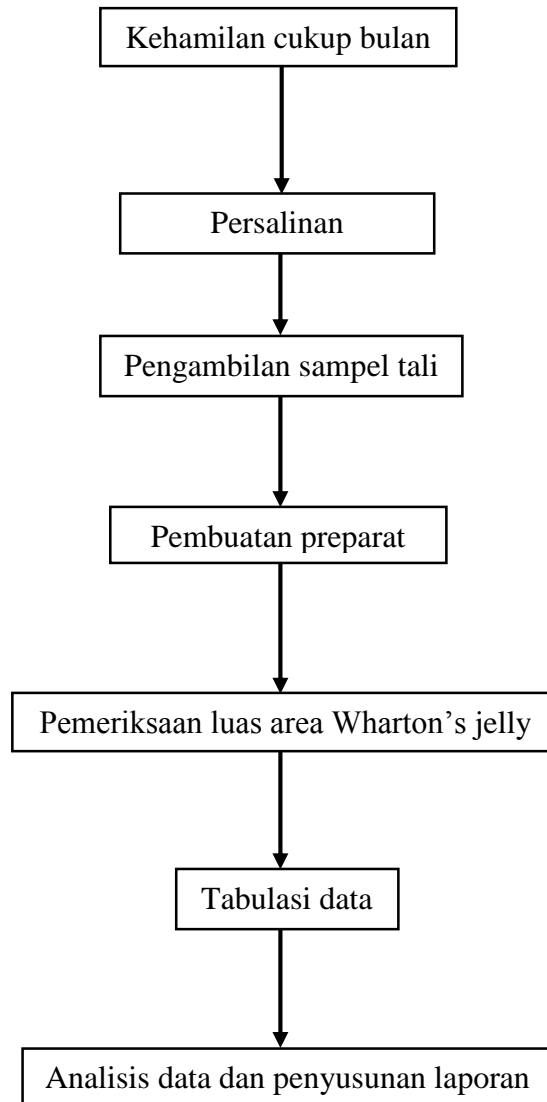 Kehamilan cukup bulan
Persalinan
Pengambilan sampel tali
Pembuatan preparat
Pemeriksaan luas area Wharton’s jelly
Tabulasi data
Analisis data dan penyusunan laporan